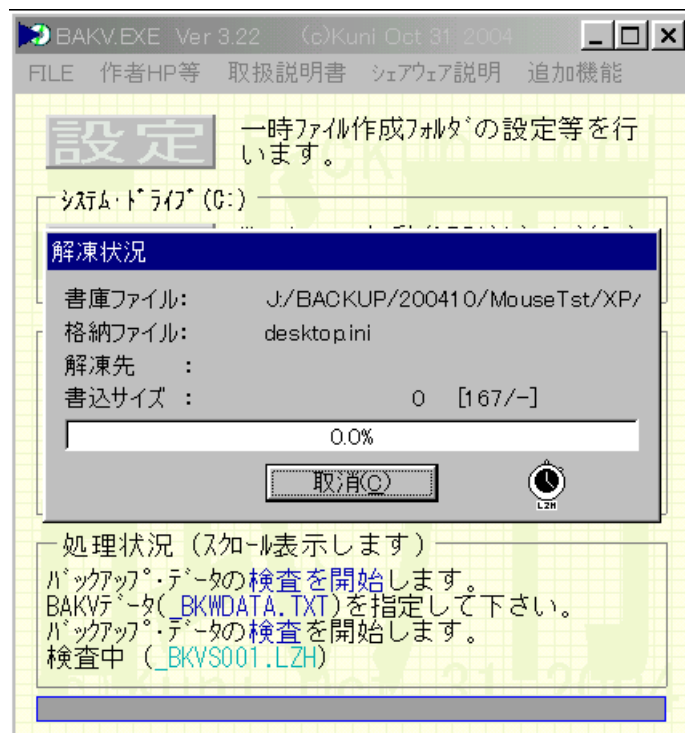 BAKV.EXE Ver 3.22 (c)Kuni Oct 31 2004
FILE 作者HP等 取扱説明書 ｼｪｱｳｪｱ説明 追加機能
設定
一時ﾌｧｲﾙ作成ﾌｫﾙﾀﾞの設定等を行
います。
ｼｽﾃﾑ･ﾄﾞﾗｲﾌﾞ(C:)
解凍状況
書庫ファイル: J:/BACKUP/200410/MouseTst/XP/
格納ファイル: desktop.ini
解凍先 :
書込サイズ : 0 [167/-]
0.0%
取消(C)
LZH
処理状況 (ｽｸﾛｰﾙ表示します)
ﾊﾞｯｸｱｯﾌﾟ･ﾃﾞｰﾀの検査を開始します。
BAKVﾃﾞｰﾀ(_BKWDATA.TXT)を指定して下さい。
ﾊﾞｯｸｱｯﾌﾟ･ﾃﾞｰﾀの検査を開始します。
検査中 (_BKVS001.LZH)